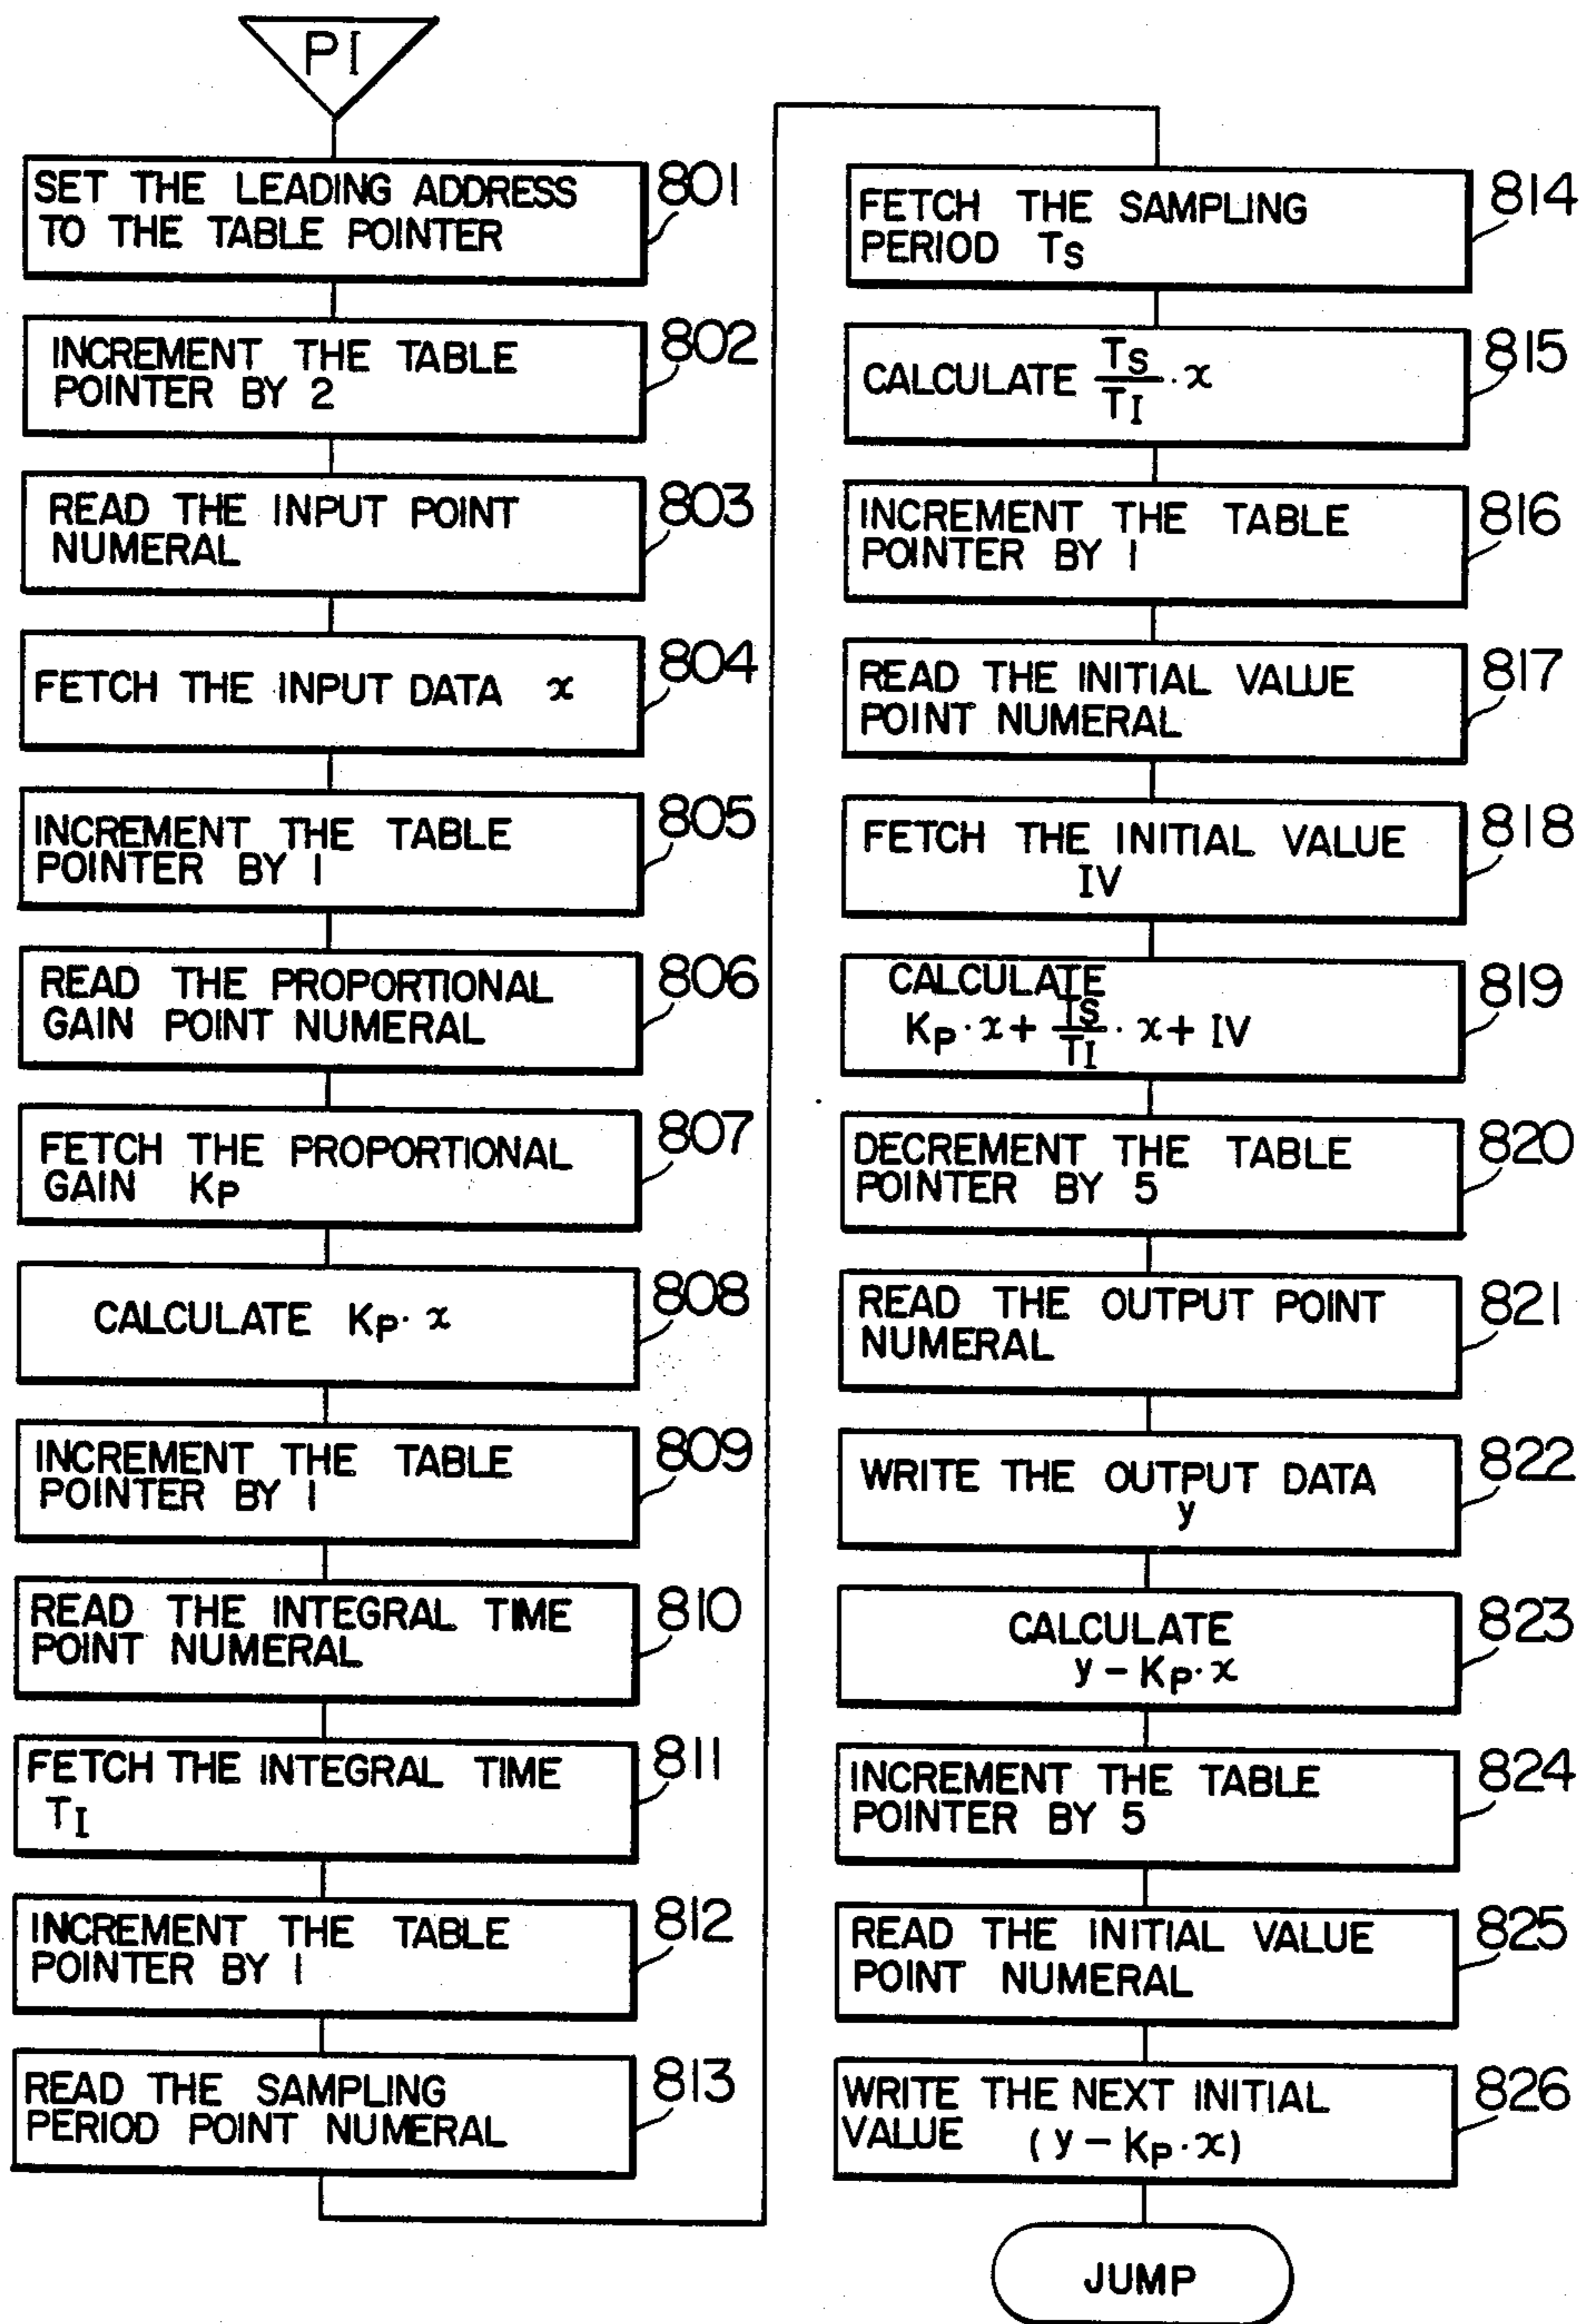 PI
SET THE LEADING ADDRESS
TO THE TABLE POINTER
801
INCREMENT THE TABLE
POINTER BY 2
802
READ THE INPUT POINT
NUMERAL
803
FETCH THE INPUT DATA x
804
INCREMENT THE TABLE
POINTER BY 1
805
READ THE PROPORTIONAL
GAIN POINT NUMERAL
806
FETCH THE PROPORTIONAL
GAIN KP
807
CALCULATE KP· x
808
INCREMENT THE TABLE
POINTER BY 1
809
READ THE INTEGRAL TIME
POINT NUMERAL
810
FETCH THE INTEGRAL TIME
TI
811
INCREMENT THE TABLE
POINTER BY 1
812
READ THE SAMPLING
PERIOD POINT NUMERAL
813
FETCH THE SAMPLING
PERIOD TS
814
CALCULATE TS/TI · x
815
INCREMENT THE TABLE
POINTER BY 1
816
READ THE INITIAL VALUE
POINT NUMERAL
817
FETCH THE INITIAL VALUE
IV
818
CALCULATE
KP · x + TS/TI · x + IV
819
DECREMENT THE TABLE
POINTER BY 5
820
READ THE OUTPUT POINT
NUMERAL
821
WRITE THE OUTPUT DATA
y
822
CALCULATE
y - KP · x
823
INCREMENT THE TABLE
POINTER BY 5
824
READ THE INITIAL VALUE
POINT NUMERAL
825
WRITE THE NEXT INITIAL
VALUE (y - KP · x)
826
JUMP